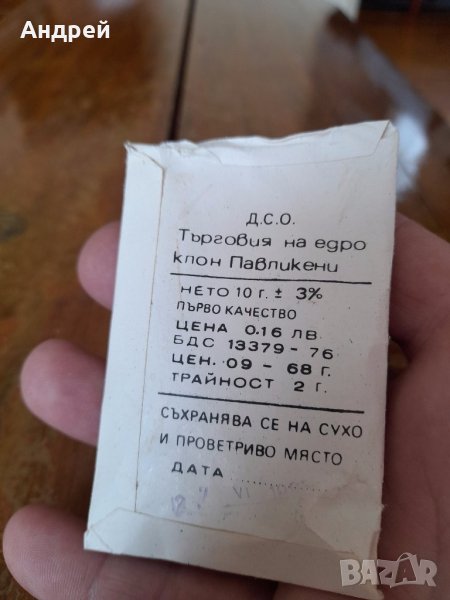 Андрей
Д.С.О.
Търговия на едро
клон Павликени
НЕТО 10 г. ± 3%
ПЪРВО КАЧЕСТВО
ЦЕНА 0.16 ЛВ
БДС 13379-76
ЦЕН. 09-68 г.
ТРАЙНОСТ 2 г.
СЪХРАНЯВА СЕ НА СУХО
И ПРОВЕТРИВО МЯСТО
ДАТА ..............
BAZAR